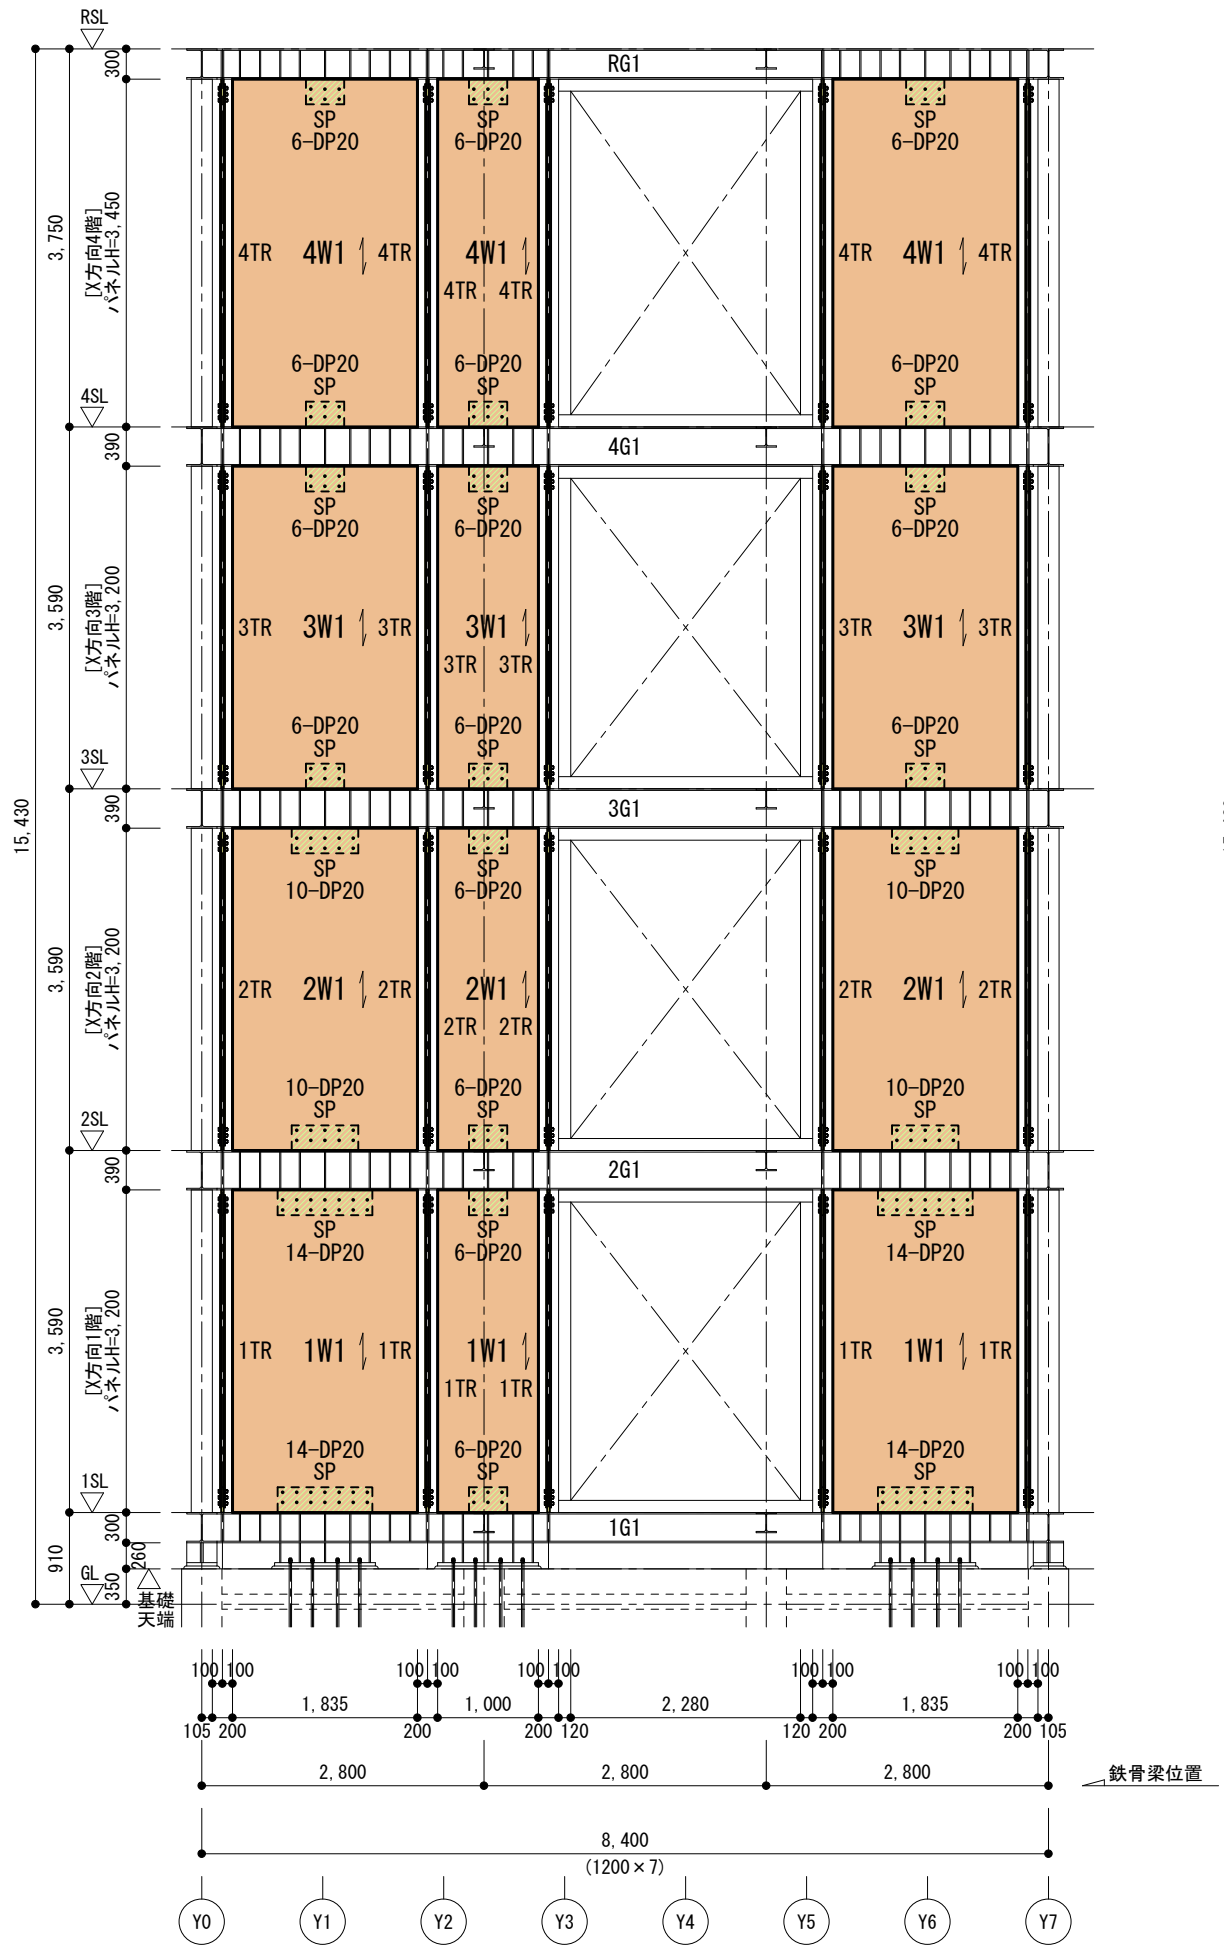 RSL
300
RG1
SP SP SP
6-DP20 6-DP20 6-DP20
3,750
[X方向4階]
パネルH=3,450
4TR 4W1 4TR 4W1 4TR 4W1 4TR
4TR 4TR
6-DP20 6-DP20 6-DP20
SP SP SP
4SL
390
4G1
SP SP SP
6-DP20 6-DP20 6-DP20
3,590
[X方向3階]
パネルH=3,200
3TR 3W1 3TR 3W1 3TR 3W1 3TR
3TR 3TR
6-DP20 6-DP20 6-DP20
SP SP SP
3SL
15,430
390
3G1
SP SP SP
10-DP20 6-DP20 10-DP20
3,590
[X方向2階]
パネルH=3,200
2TR 2W1 2TR 2W1 2TR 2W1 2TR
2TR 2TR
10-DP20 6-DP20 10-DP20
SP SP SP
2SL
390
2G1
SP SP SP
14-DP20 6-DP20 14-DP20
3,590
[X方向1階]
パネルH=3,200
1TR 1W1 1TR 1W1 1TR 1W1 1TR
1TR 1TR
14-DP20 6-DP20 14-DP20
SP SP SP
1SL
300
1G1
910
260
GL
350
基礎
天端
100 100 100 100 100 100 100 100 100 100
1,835 1,000 2,280 1,835
105 200 200 200 120 120 200 200 105
2,800 2,800 2,800
鉄骨梁位置
8,400
(1200×7)
Y0 Y1 Y2 Y3 Y4 Y5 Y6 Y7